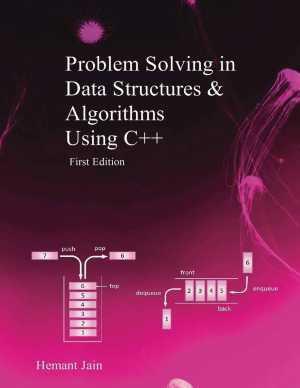 Problem Solving in
Data Structures &
Algorithms
Using C++
First Edition
push
pop
7
6
6
top
5
4
3
2
1
front
6
dequeue
2 3 4 5
enqueue
1
back
Hemant Jain